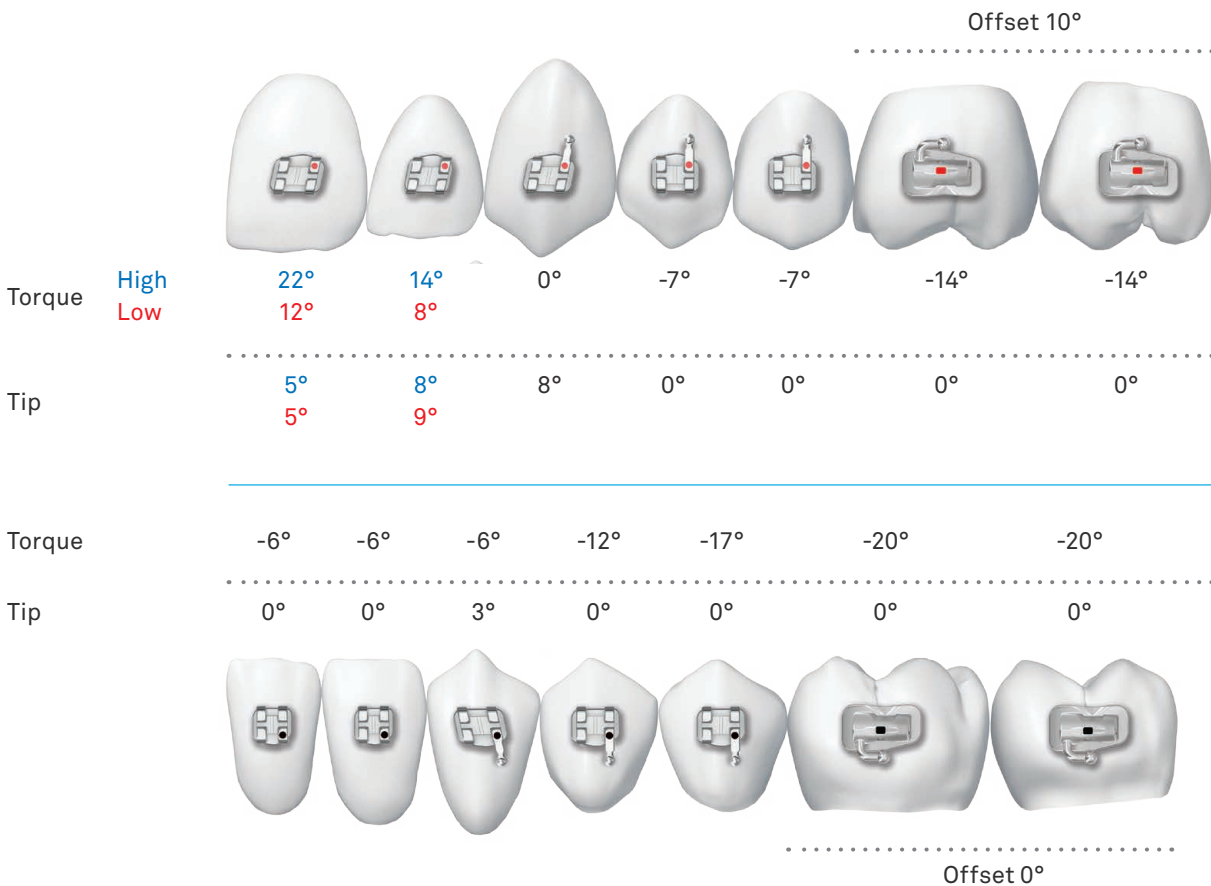 Offset 10°
High 22° 14° 0° -7° -7° -14° -14°
Torque
Low 12° 8°
5° 8° 8° 0° 0° 0° 0°
Tip
5° 9°
Torque -6° -6° -6° -12° -17° -20° -20°
Tip 0° 0° 3° 0° 0° 0° 0°
Offset 0°